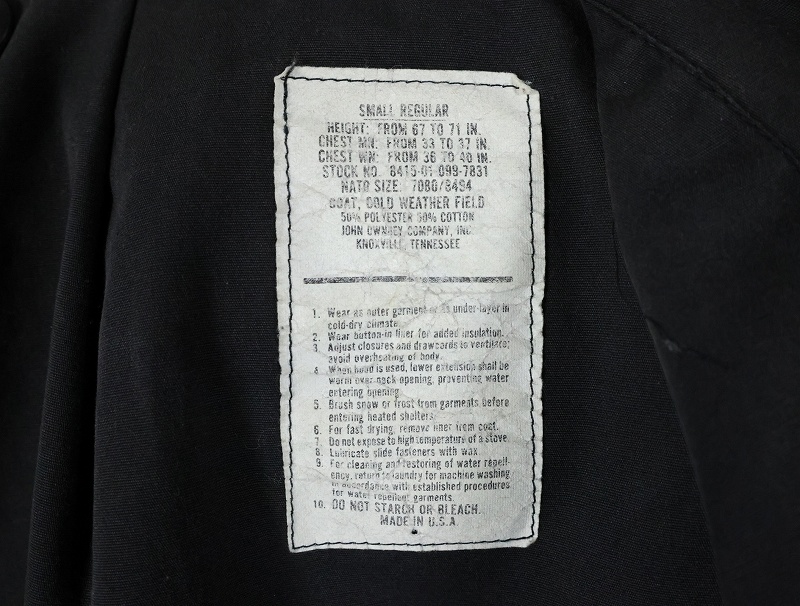 SMALL REGULAR
HEIGHT: FROM 67 TO 71 IN.
CHEST MN: FROM 33 TO 37 IN.
CHEST WN: FROM 36 TO 40 IN.
STOCK NO. 8415-01-099-7831
NATO SIZE: 7080/8494
COAT, COLD WEATHER FIELD
50% POLYESTER 50% COTTON
JOHN OWNBEY COMPANY, INC.
KNOXVILLE, TENNESSEE
1. Wear as outer garment or as under-layer in
cold-dry climate.
2. Wear button-in liner for added insulation.
3. Adjust closures and drawcords to ventilate;
avoid overheating of body.
4. When hood is used, lower extension shall be
worn over neck opening, preventing water
entering opening.
5. Brush snow or frost from garments before
entering heated shelters.
6. For fast drying, remove liner from coat.
7. Do not expose to high temperature of a stove.
8. Lubricate slide fasteners with wax.
9. For cleaning and restoring of water repell-
ency, return to laundry for machine washing
in accordance with established procedures
for water repellent garments.
10. DO NOT STARCH OR BLEACH.
MADE IN U.S.A.